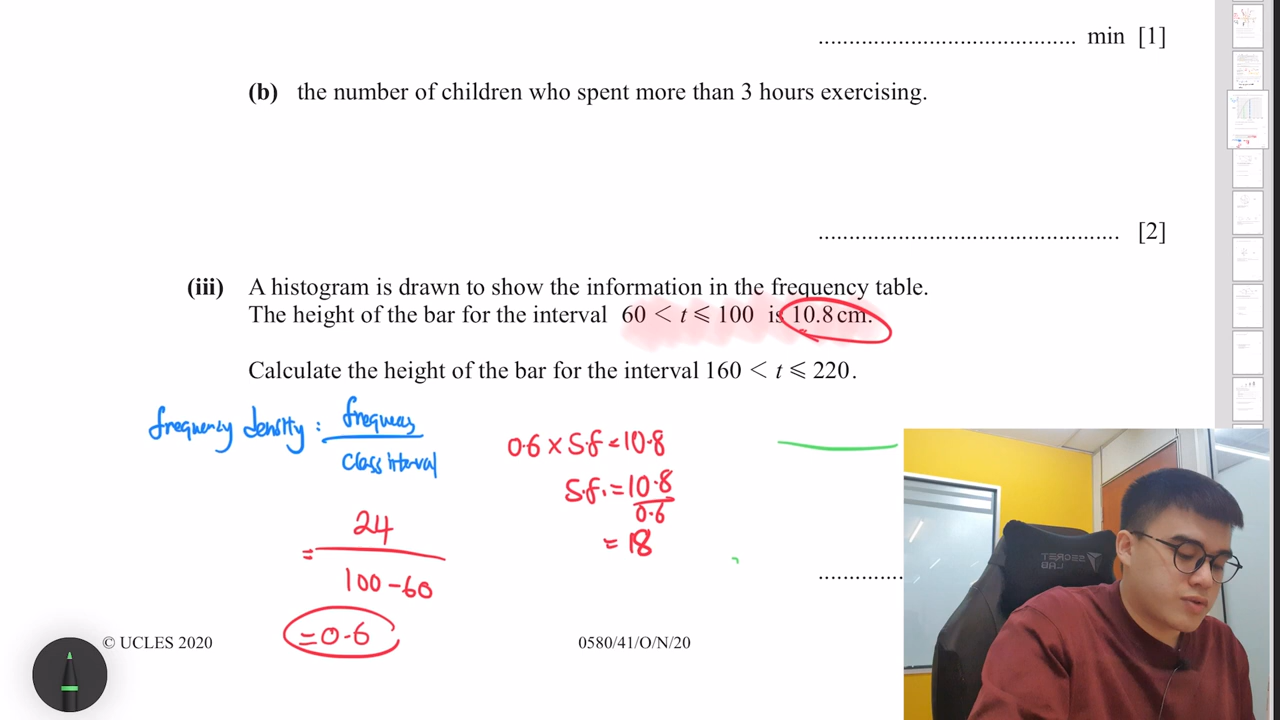 ........................................ min [1]
(b) the number of children who spent more than 3 hours exercising.
................................................ [2]
(iii) A histogram is drawn to show the information in the frequency table.
The height of the bar for the interval 60 < t ⩽ 100 is 10.8 cm.
Calculate the height of the bar for the interval 160 < t ⩽ 220.
frequency density : frequency
class interval
0.6 × S.f = 10.8
S.f. = 10.8
0.6
= 18
= 24
100 - 60
= 0.6
..............
© UCLES 2020
0580/41/O/N/20
SECRET
LAB